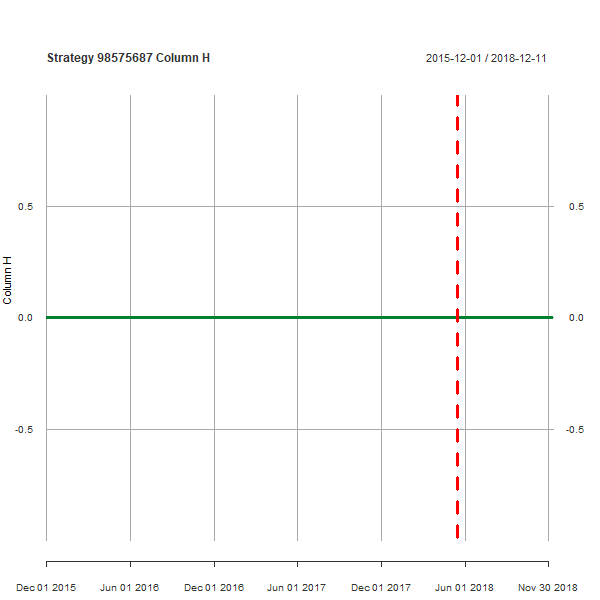 Strategy 98575687 Column H
2015-12-01 / 2018-12-11
0.5
0.5
Column H
0.0
0.0
-0.5
-0.5
Dec 01 2015
Jun 01 2016
Dec 01 2016
Jun 01 2017
Dec 01 2017
Jun 01 2018
Nov 30 2018